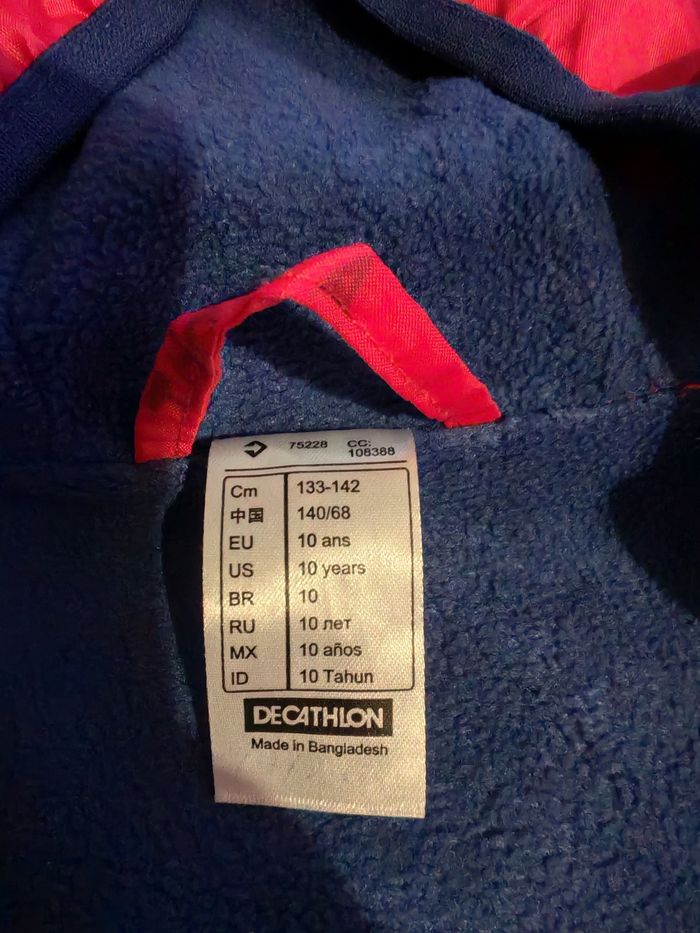 75228 CC: 108388
Cm 133-142
中国 140/68
EU 10 ans
US 10 years
BR 10
RU 10 лет
MX 10 años
ID 10 Tahun
DECATHLON
Made in Bangladesh